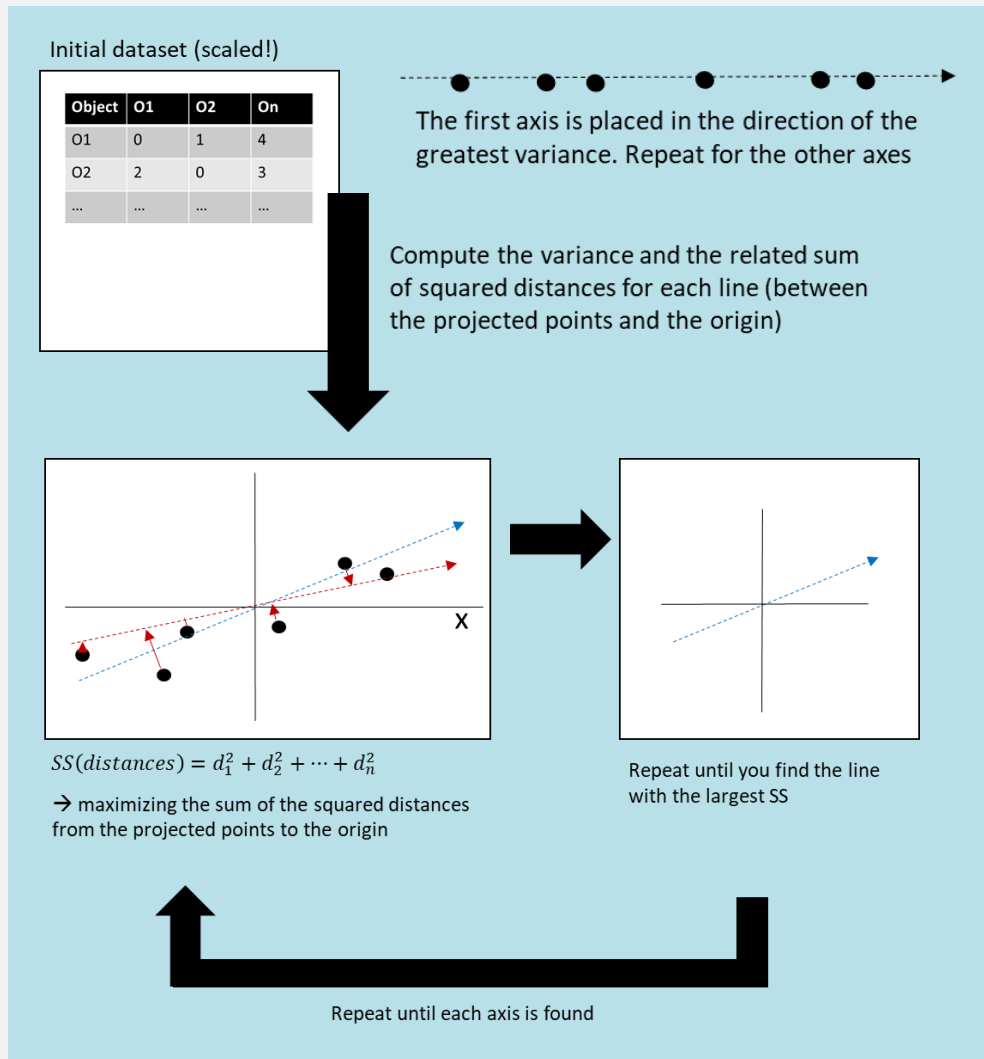 Initial dataset (scaled!)
Object O1 O2 On
O1 0 1 4
O2 2 0 3
... ... ... ...
The first axis is placed in the direction of the
greatest variance. Repeat for the other axes
Compute the variance and the related sum
of squared distances for each line (between
the projected points and the origin)
X
SS(distances) = d₁² + d₂² + ⋯ + dₙ²
→ maximizing the sum of the squared distances
from the projected points to the origin
Repeat until you find the line
with the largest SS
Repeat until each axis is found